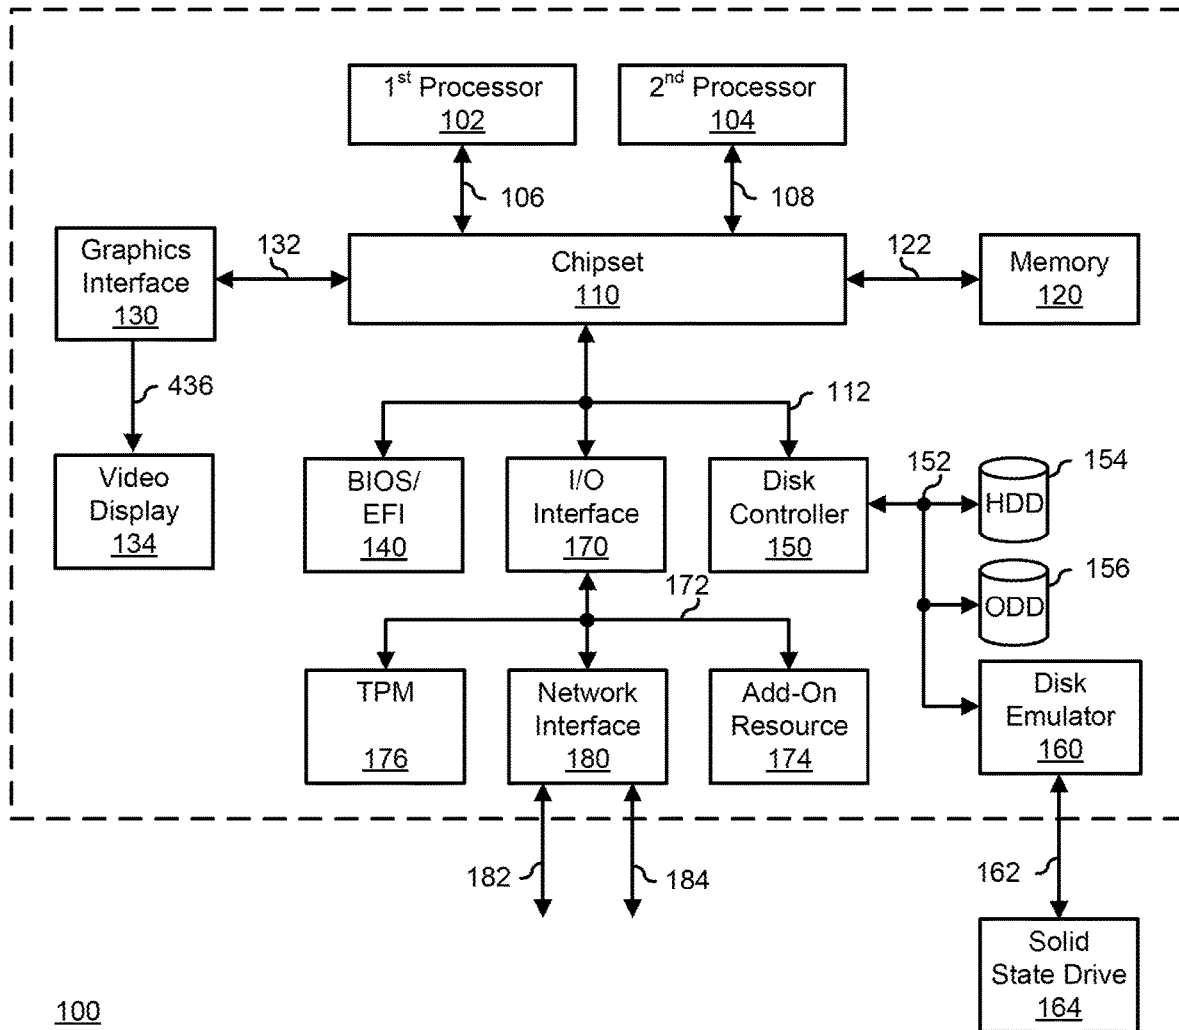 1st Processor
102
2nd Processor
104
106
108
Graphics
Interface
130
132
Chipset
110
122
Memory
120
436
112
Video
Display
134
BIOS/
EFI
140
I/O
Interface
170
Disk
Controller
150
152
HDD
154
ODD
156
172
TPM
176
Network
Interface
180
Add-On
Resource
174
Disk
Emulator
160
182
184
162
Solid
State Drive
164
100